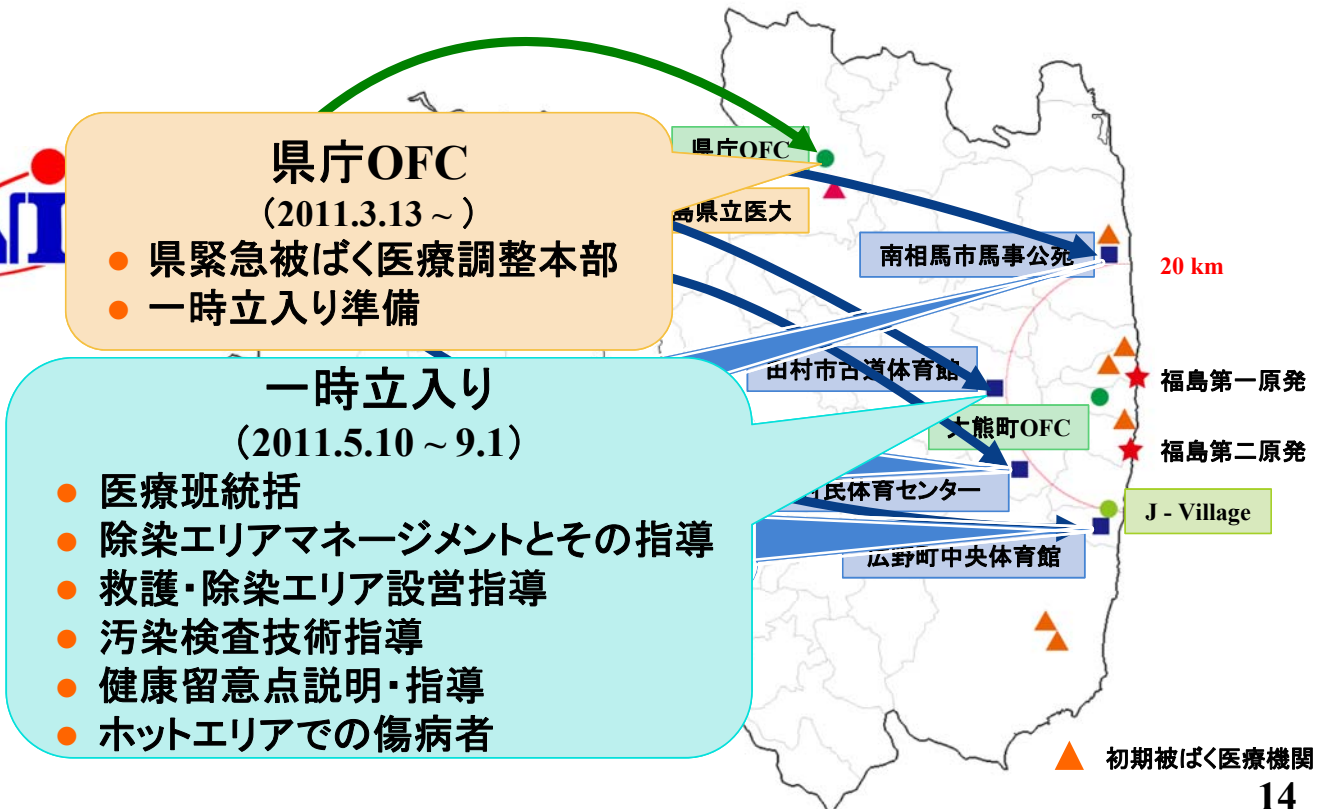 県庁OFC
(2011.3.13 ~ )
● 県緊急被ばく医療調整本部
● 一時立入り準備
一時立入り
(2011.5.10 ~ 9.1)
● 医療班統括
● 除染エリアマネージメントとその指導
● 救護・除染エリア設営指導
● 汚染検査技術指導
● 健康留意点説明・指導
● ホットエリアでの傷病者
県庁OFC
島県立医大
南相馬市馬事公苑
20 km
田村市古道体育館
福島第一原発
大熊町OFC
福島第二原発
民体育センター
J - Village
広野町中央体育館
初期被ばく医療機関
14